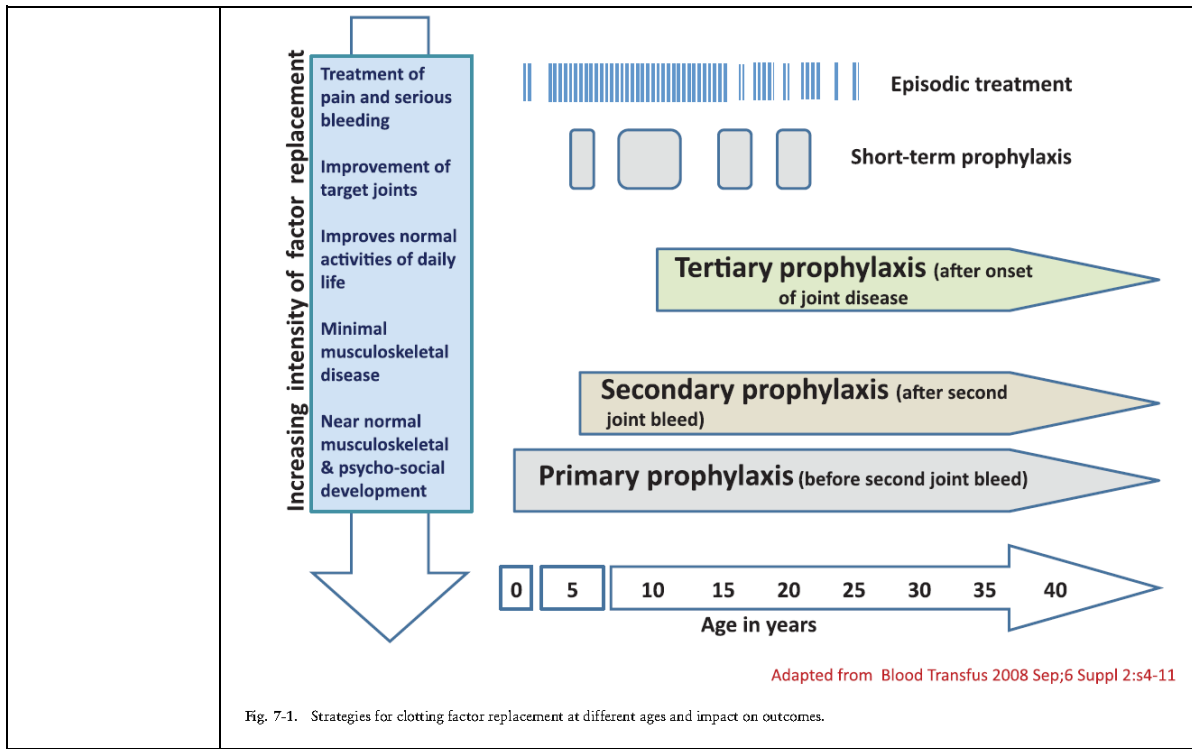 Increasing intensity of factor replacement
Treatment of
pain and serious
bleeding
Improvement of
target joints
Improves normal
activities of daily
life
Minimal
musculoskeletal
disease
Near normal
musculoskeletal
& psycho-social
development
Episodic treatment
Short-term prophylaxis
Tertiary prophylaxis (after onset
of joint disease
Secondary prophylaxis (after second
joint bleed)
Primary prophylaxis (before second joint bleed)
0 5 10 15 20 25 30 35 40
Age in years
Adapted from Blood Transfus 2008 Sep;6 Suppl 2:s4-11
Fig. 7-1. Strategies for clotting factor replacement at different ages and impact on outcomes.